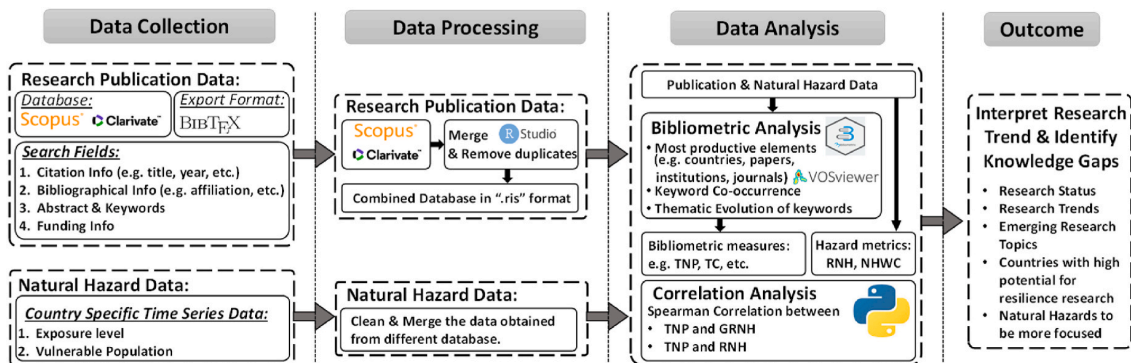 Data Collection
Research Publication Data:
Database:
Scopus®
Clarivate™
Export Format:
BIBTEX
Search Fields:
1. Citation Info (e.g. title, year, etc.)
2. Bibliographical Info (e.g. affiliation, etc.)
3. Abstract & Keywords
4. Funding Info
Natural Hazard Data:
Country Specific Time Series Data:
1. Exposure level
2. Vulnerable Population
Data Processing
Research Publication Data:
Scopus®
Clarivate™
Merge
R Studio
& Remove duplicates
Combined Database in ".ris" format
Natural Hazard Data:
Clean & Merge the data obtained
from different database.
Data Analysis
Publication & Natural Hazard Data
Bibliometric Analysis
• Most productive elements
(e.g. countries, papers,
institutions, journals)
VOSviewer
• Keyword Co-occurrence
• Thematic Evolution of keywords
Bibliometric measures:
e.g. TNP, TC, etc.
Hazard metrics:
RNH, NHWC
Correlation Analysis
Spearman Correlation between
• TNP and GRNH
• TNP and RNH
Outcome
Interpret Research
Trend & Identify
Knowledge Gaps
• Research Status
• Research Trends
• Emerging Research
Topics
• Countries with high
potential for
resilience research
• Natural Hazards to
be more focused